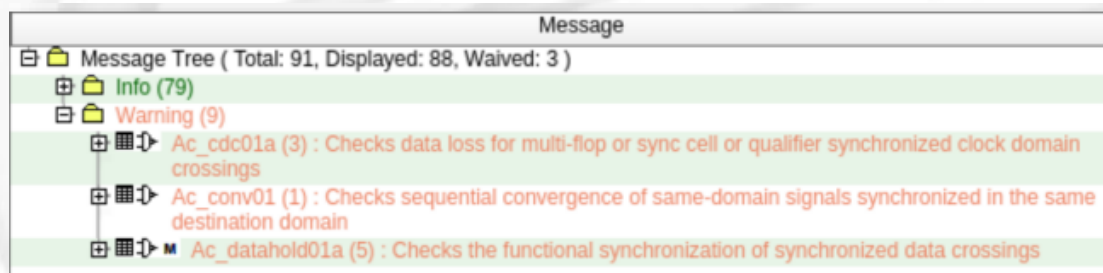 Message
Message Tree ( Total: 91, Displayed: 88, Waived: 3 )
Info (79)
Warning (9)
Ac_cdc01a (3) : Checks data loss for multi-flop or sync cell or qualifier synchronized clock domain
crossings
Ac_conv01 (1) : Checks sequential convergence of same-domain signals synchronized in the same
destination domain
M Ac_datahold01a (5) : Checks the functional synchronization of synchronized data crossings